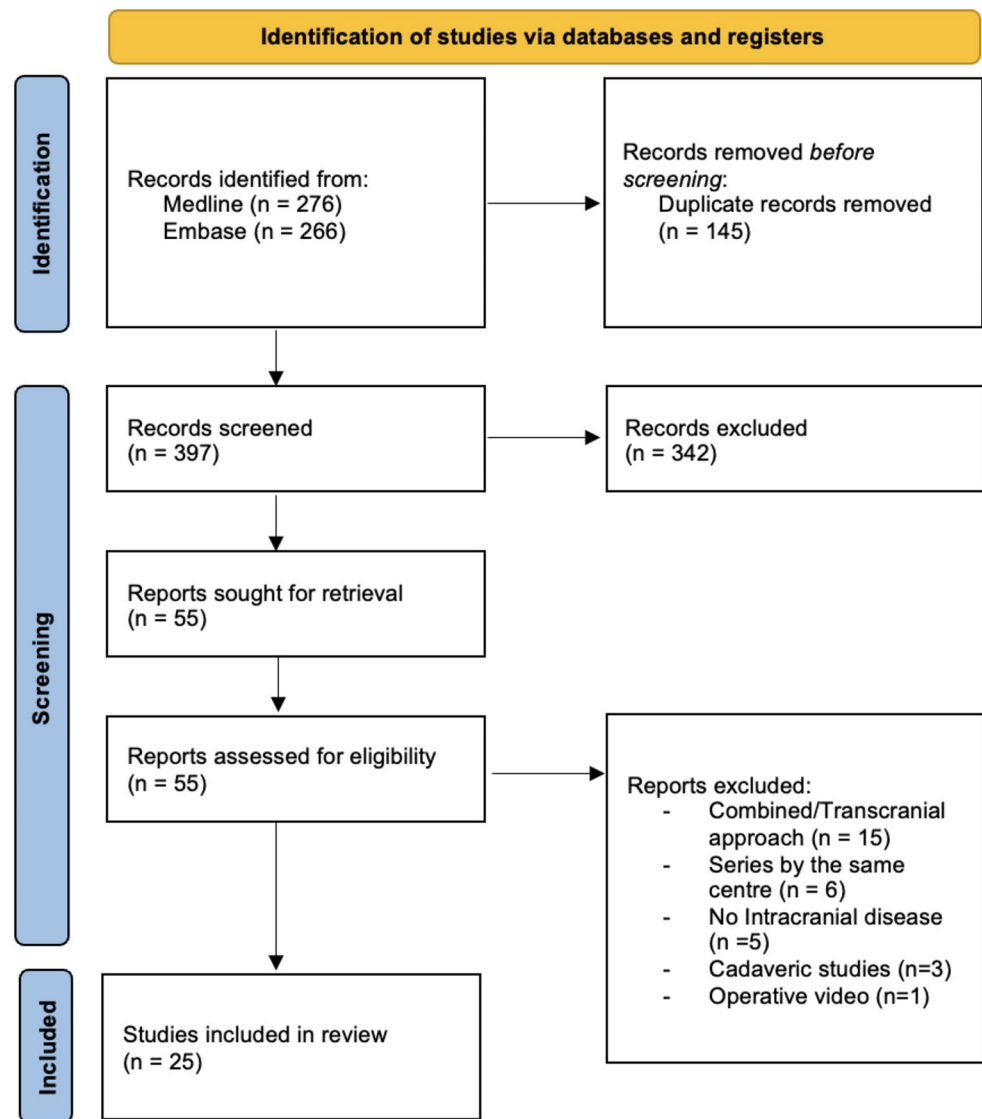 Identification of studies via databases and registers
Identification
Records identified from:
Medline (n = 276)
Embase (n = 266)
Records removed before
screening:
Duplicate records removed
(n = 145)
Screening
Records screened
(n = 397)
Records excluded
(n = 342)
Reports sought for retrieval
(n = 55)
Reports assessed for eligibility
(n = 55)
Reports excluded:
- Combined/Transcranial
approach (n = 15)
- Series by the same
centre (n = 6)
- No Intracranial disease
(n =5)
- Cadaveric studies (n=3)
- Operative video (n=1)
Included
Studies included in review
(n = 25)